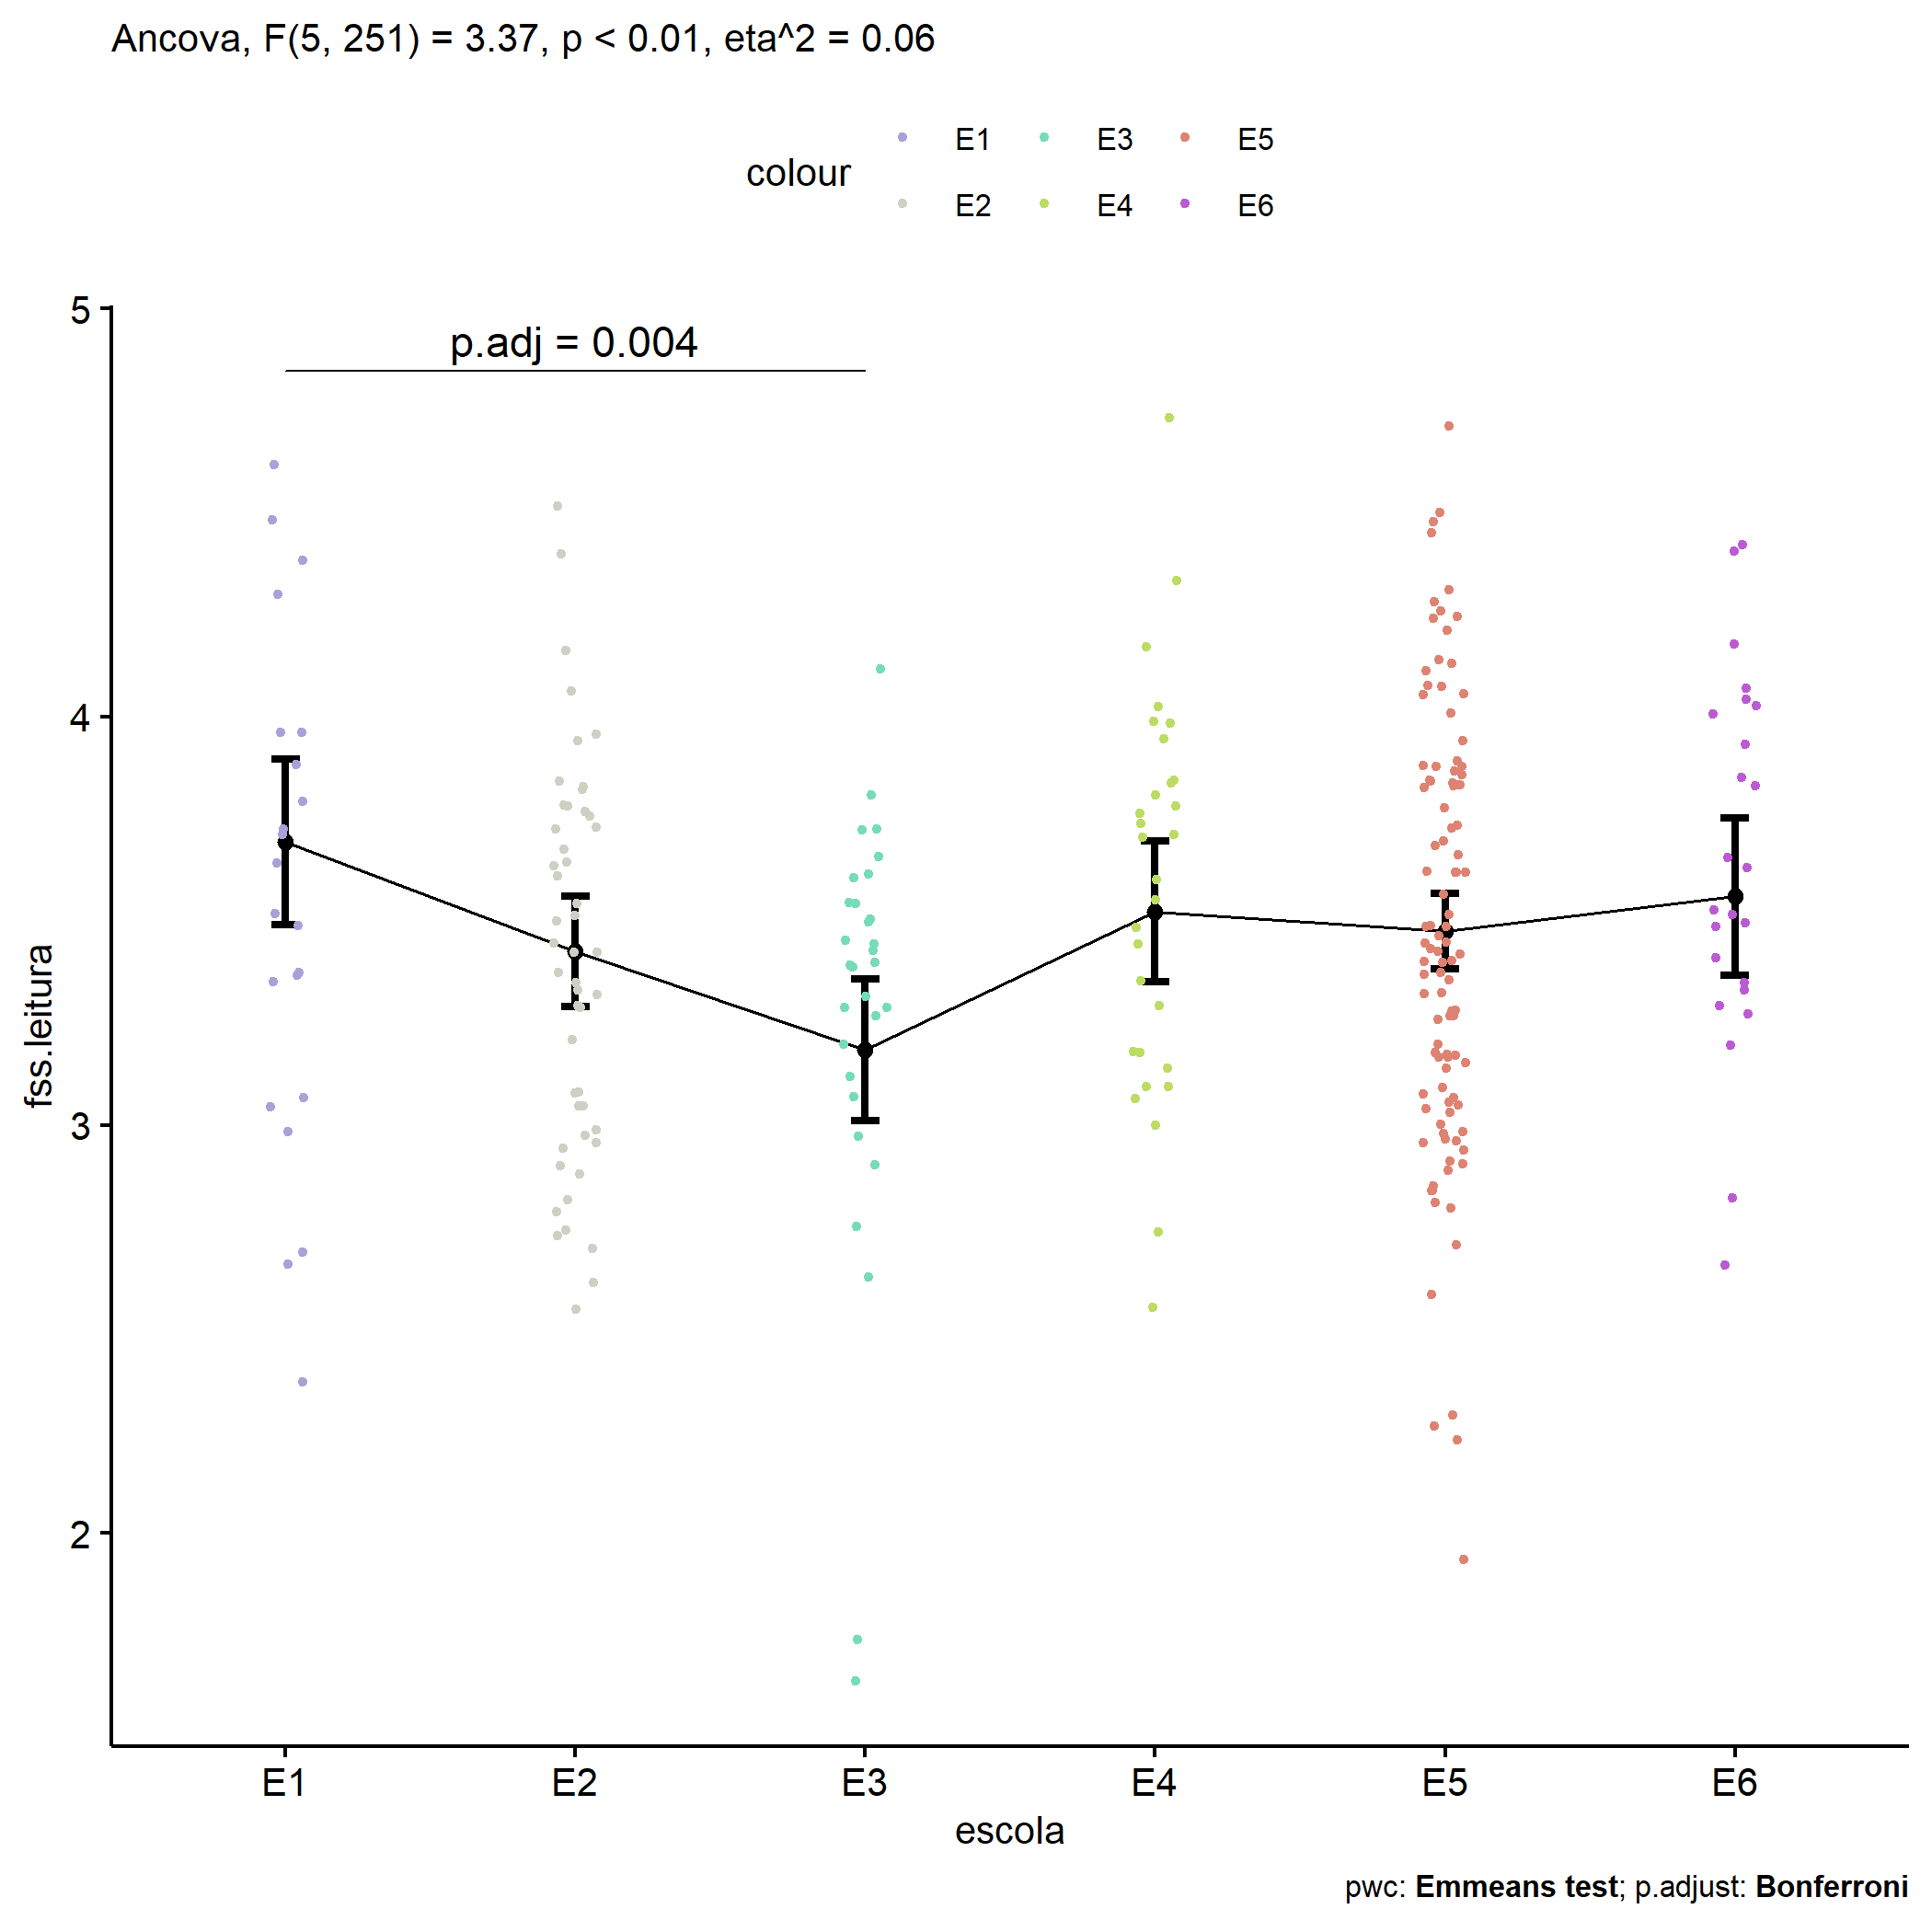 Ancova, F(5, 251) = 3.37, p < 0.01, eta^2 = 0.06
colour
E1 E3 E5
E2 E4 E6
5
p.adj = 0.004
4
3
2
fss.leitura
E1 E2 E3 E4 E5 E6
escola
pwc: Emmeans test; p.adjust: Bonferroni